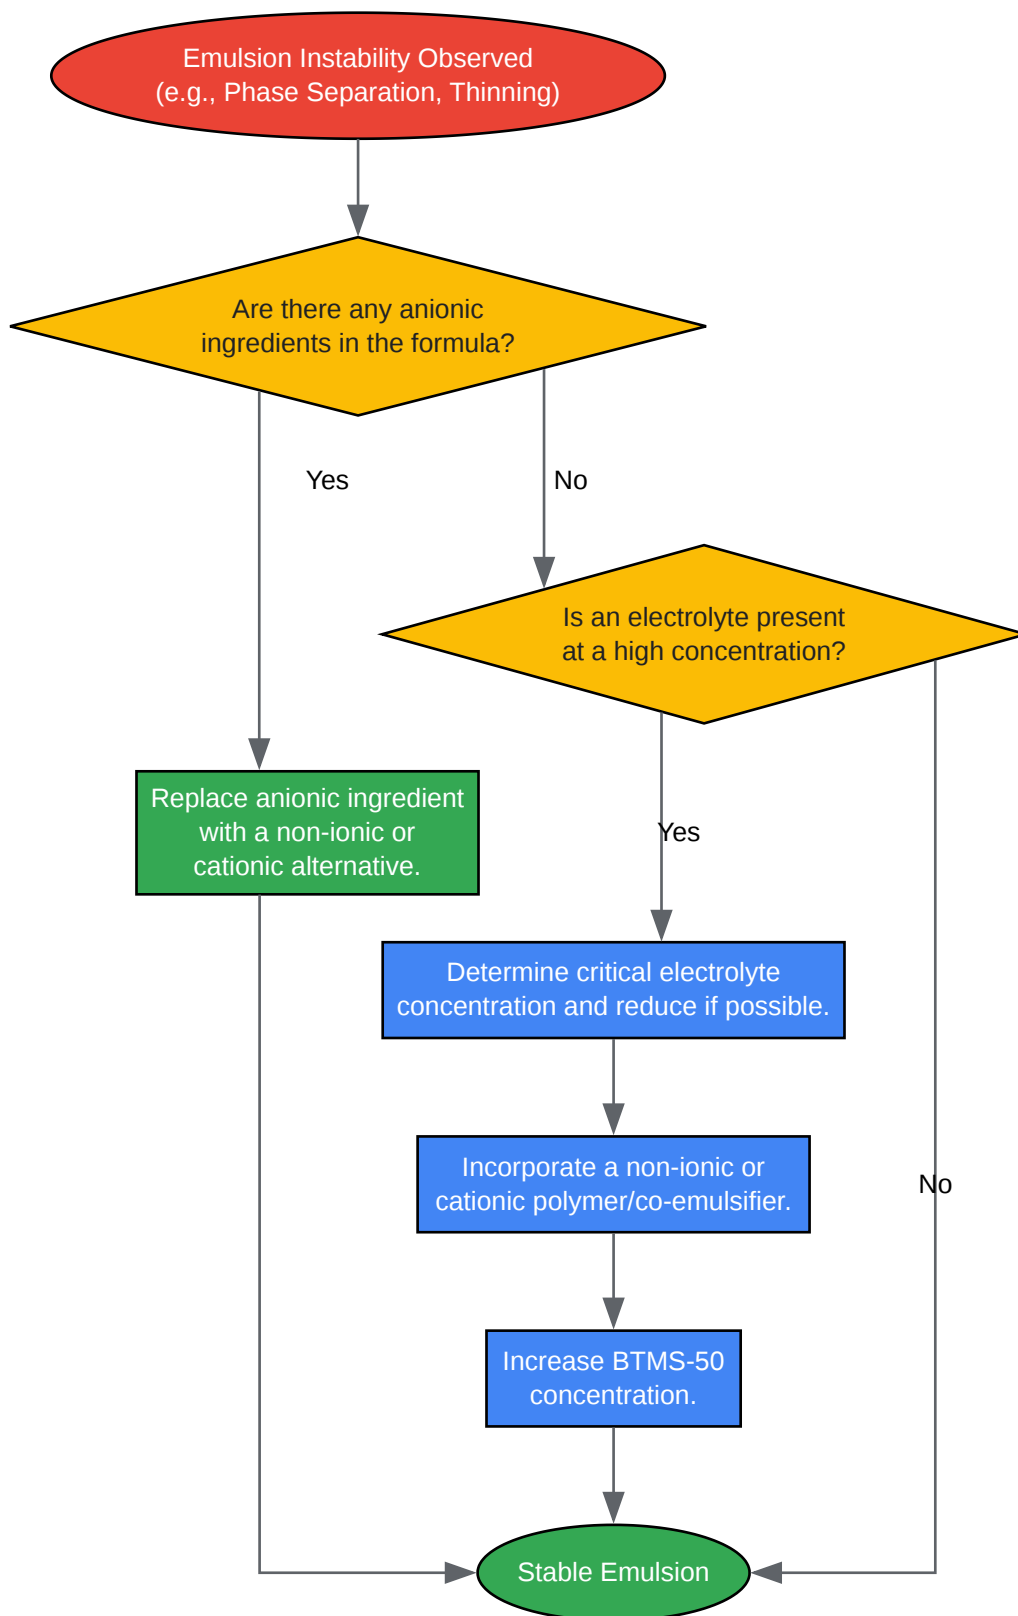 Emulsion Instability Observed
(e.g., Phase Separation, Thinning)
Are there any anionic
ingredients in the formula?
Yes
No
Is an electrolyte present
at a high concentration?
Replace anionic ingredient
with a non-ionic or
cationic alternative.
Yes
Determine critical electrolyte
concentration and reduce if possible.
Incorporate a non-ionic or
cationic polymer/co-emulsifier.
No
Increase BTMS-50
concentration.
Stable Emulsion